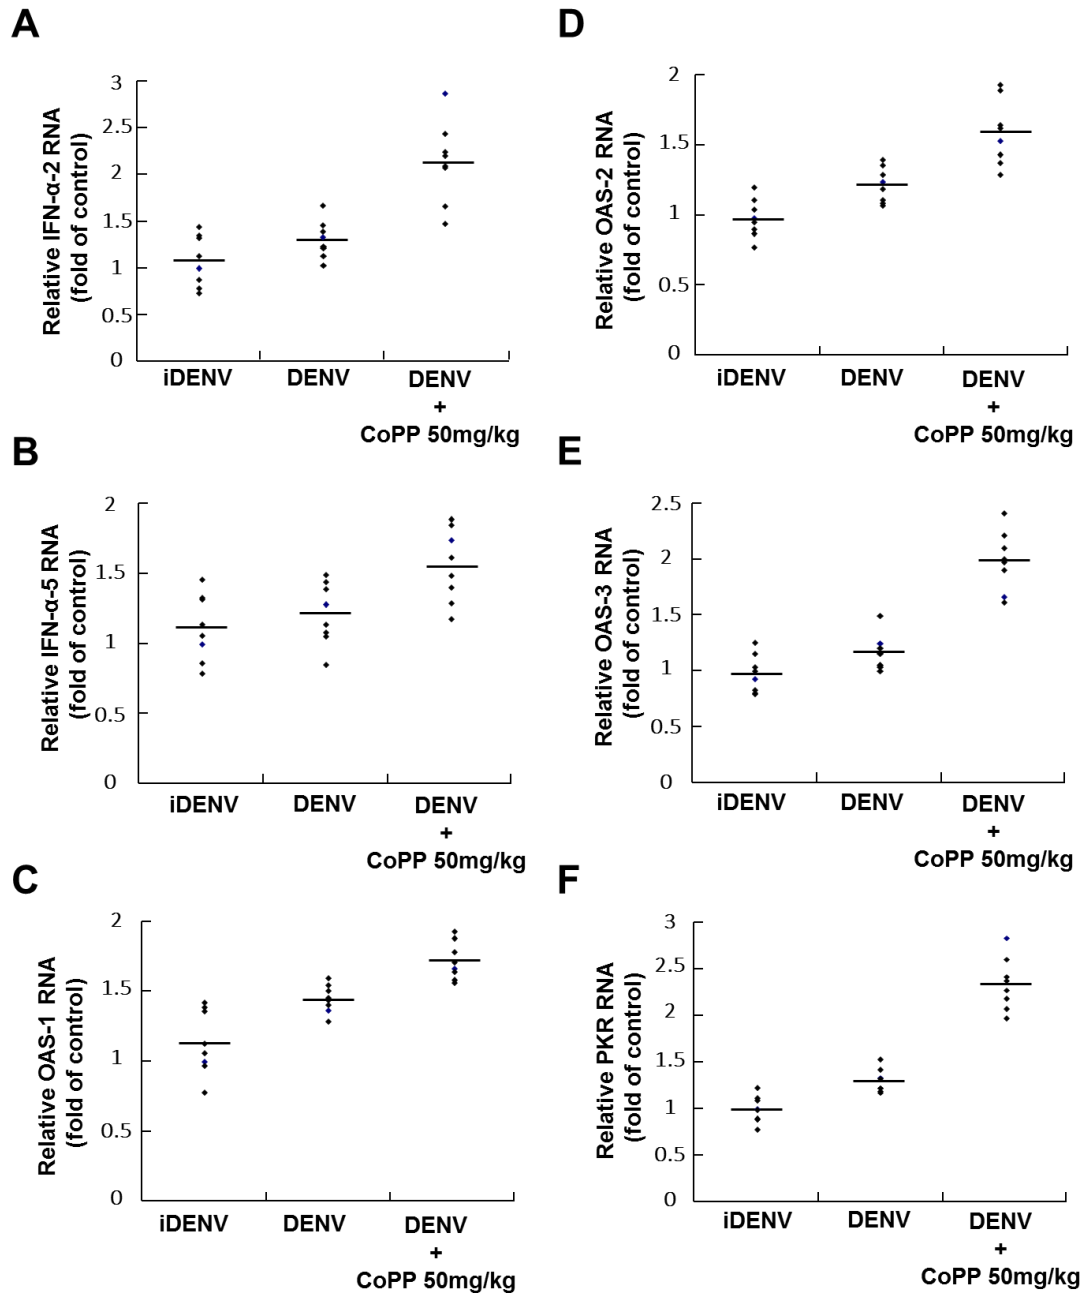 A
Relative IFN-α-2 RNA
(fold of control)
3
2.5
2
1.5
1
0.5
0
iDENV
DENV
DENV
+
CoPP 50mg/kg
B
Relative IFN-α-5 RNA
(fold of control)
2
1.5
1
0.5
0
iDENV
DENV
DENV
+
CoPP 50mg/kg
C
Relative OAS-1 RNA
(fold of control)
2
1.5
1
0.5
0
iDENV
DENV
DENV
+
CoPP 50mg/kg
D
Relative OAS-2 RNA
(fold of control)
2
1.5
1
0.5
0
iDENV
DENV
DENV
+
CoPP 50mg/kg
E
Relative OAS-3 RNA
(fold of control)
2.5
2
1.5
1
0.5
0
iDENV
DENV
DENV
+
CoPP 50mg/kg
F
Relative PKR RNA
(fold of control)
3
2.5
2
1.5
1
0.5
0
iDENV
DENV
DENV
+
CoPP 50mg/kg